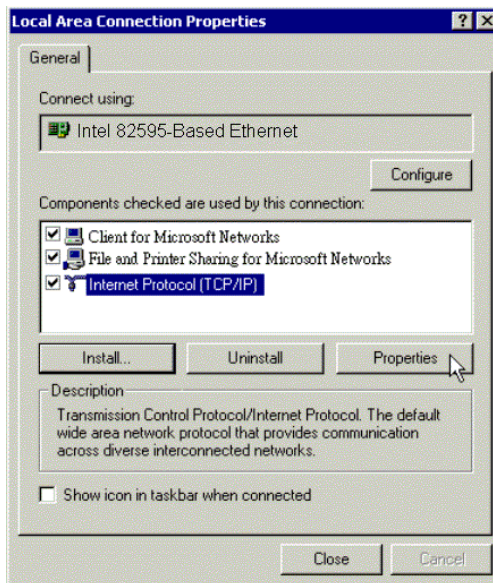 Local Area Connection Properties
General
Connect using:
Intel 82595-Based Ethernet
Configure
Components checked are used by this connection:
Client for Microsoft Networks
File and Printer Sharing for Microsoft Networks
Internet Protocol (TCP/IP)
Install...
Uninstall
Properties
Description
Transmission Control Protocol/Internet Protocol. The default
wide area network protocol that provides communication
across diverse interconnected networks.
Show icon in taskbar when connected
Close
Cancel